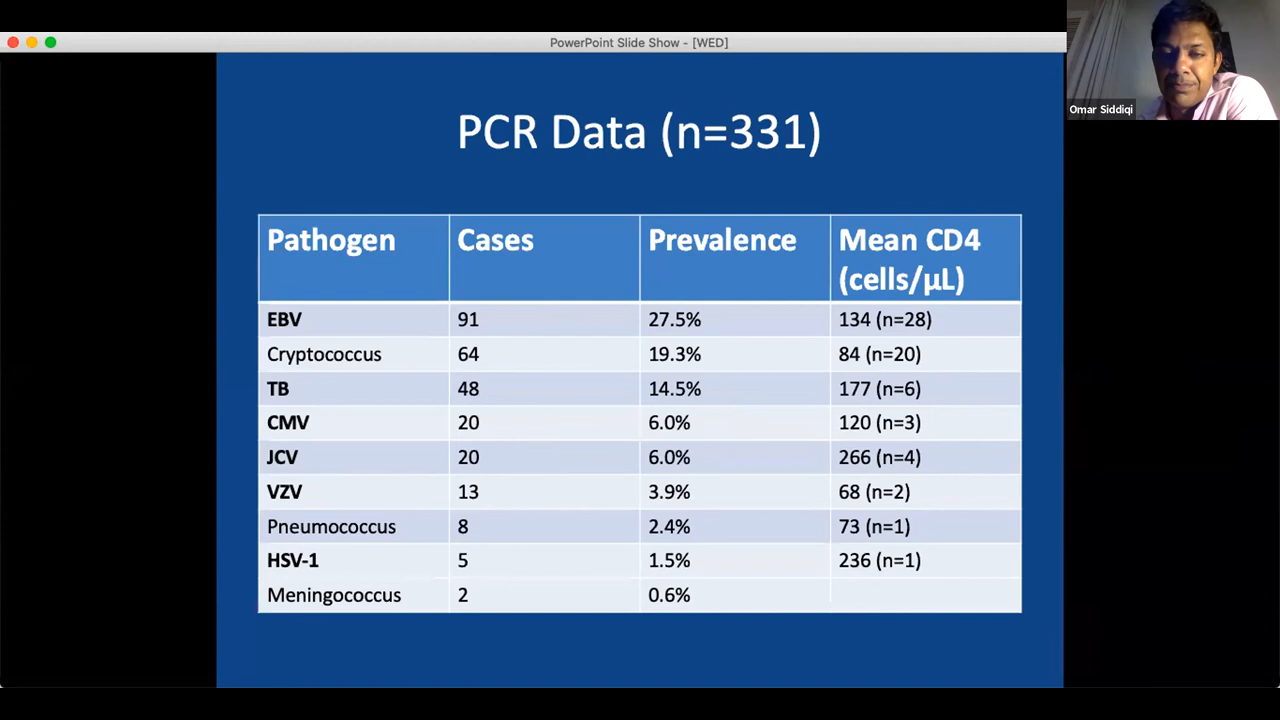 PowerPoint Slide Show - [WED]
Omar Siddiqi
PCR Data (n=331)
Pathogen Cases Prevalence Mean CD4
(cells/µL)
EBV 91 27.5% 134 (n=28)
Cryptococcus 64 19.3% 84 (n=20)
TB 48 14.5% 177 (n=6)
CMV 20 6.0% 120 (n=3)
JCV 20 6.0% 266 (n=4)
VZV 13 3.9% 68 (n=2)
Pneumococcus 8 2.4% 73 (n=1)
HSV-1 5 1.5% 236 (n=1)
Meningococcus 2 0.6%